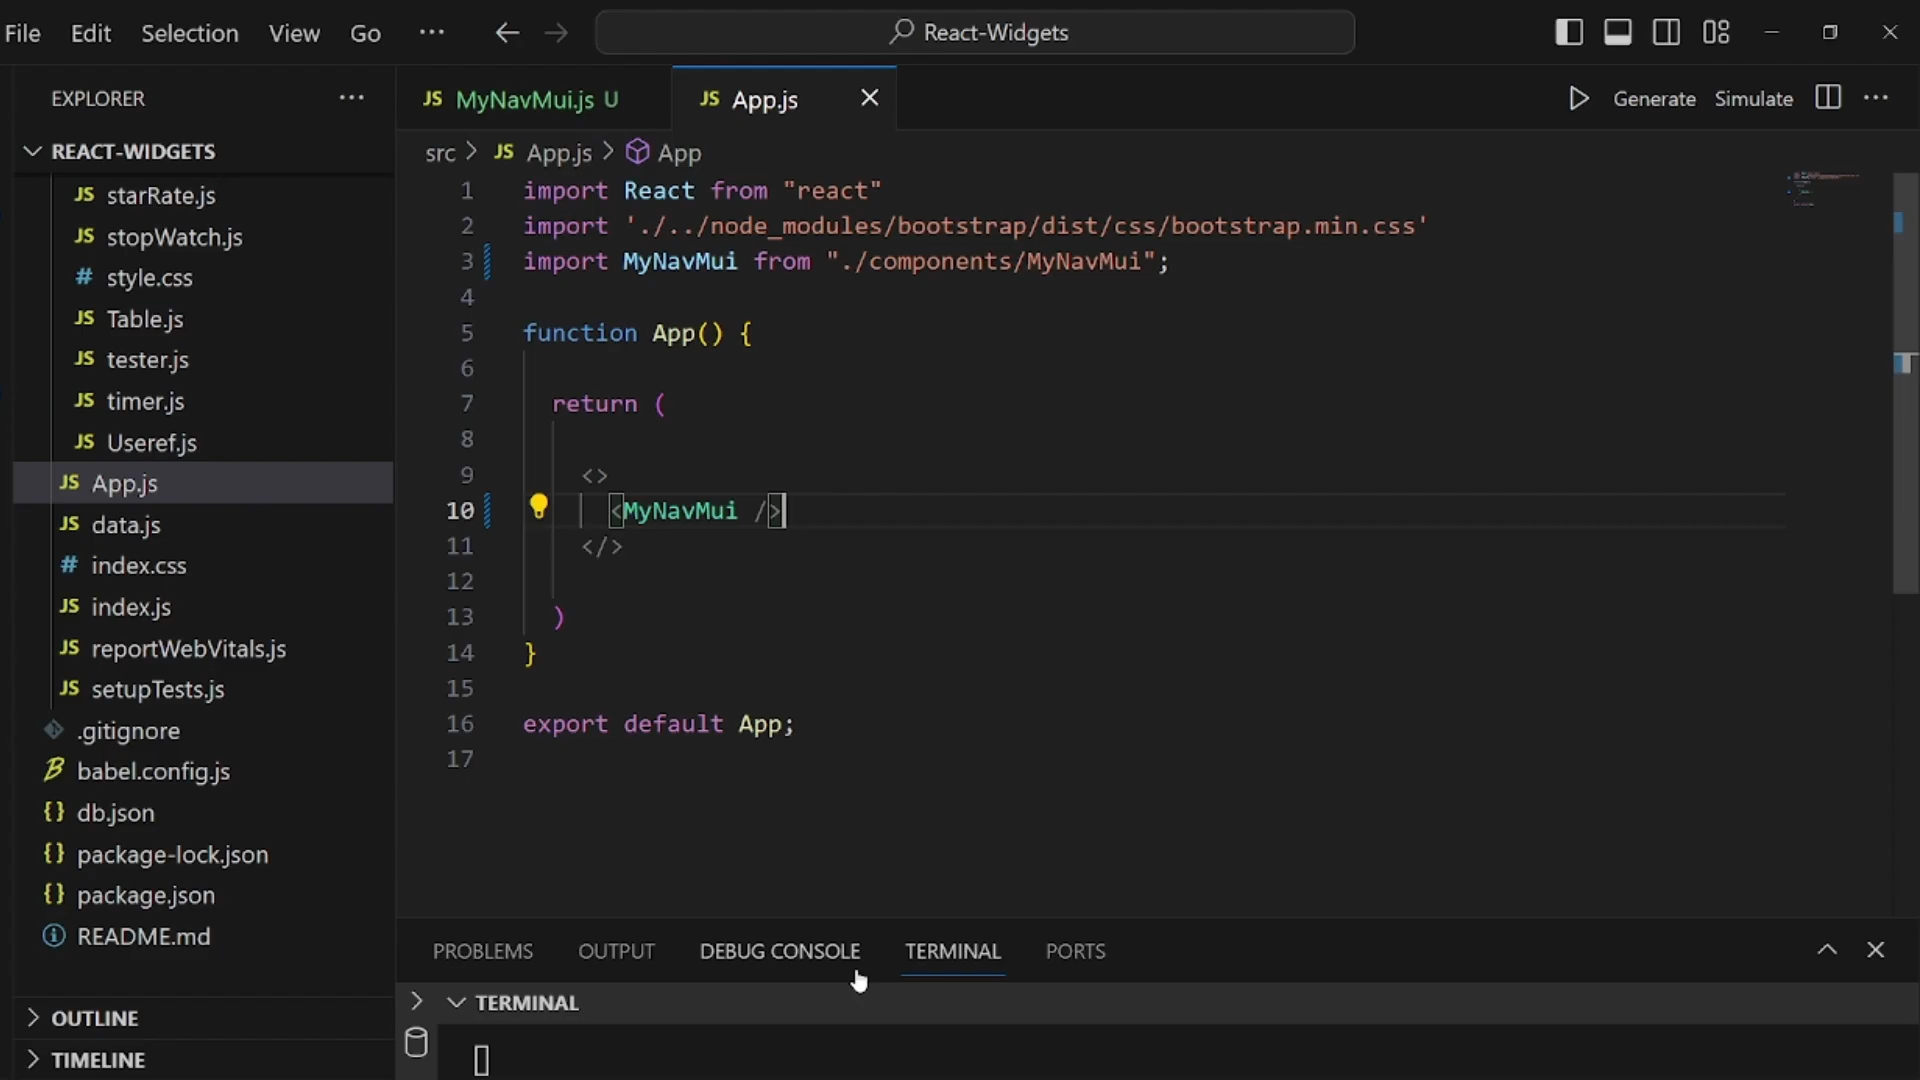 File Edit Selection View Go ··· React-Widgets
EXPLORER ···
JS MyNavMui.js U JS App.js
Generate Simulate ···
REACT-WIDGETS
src > JS App.js > App
JS starRate.js
JS stopWatch.js
# style.css
JS Table.js
JS tester.js
JS timer.js
JS Useref.js
JS App.js
JS data.js
# index.css
JS index.js
JS reportWebVitals.js
JS setupTests.js
.gitignore
babel.config.js
{} db.json
{} package-lock.json
{} package.json
README.md
OUTLINE
TIMELINE
1 import React from "react"
2 import './../node_modules/bootstrap/dist/css/bootstrap.min.css'
3 import MyNavMui from "./components/MyNavMui";
4
5 function App() {
6
7 return (
8
9 <>
10 <MyNavMui />
11 </>
12
13 )
14 }
15
16 export default App;
17
PROBLEMS OUTPUT DEBUG CONSOLE TERMINAL PORTS
TERMINAL